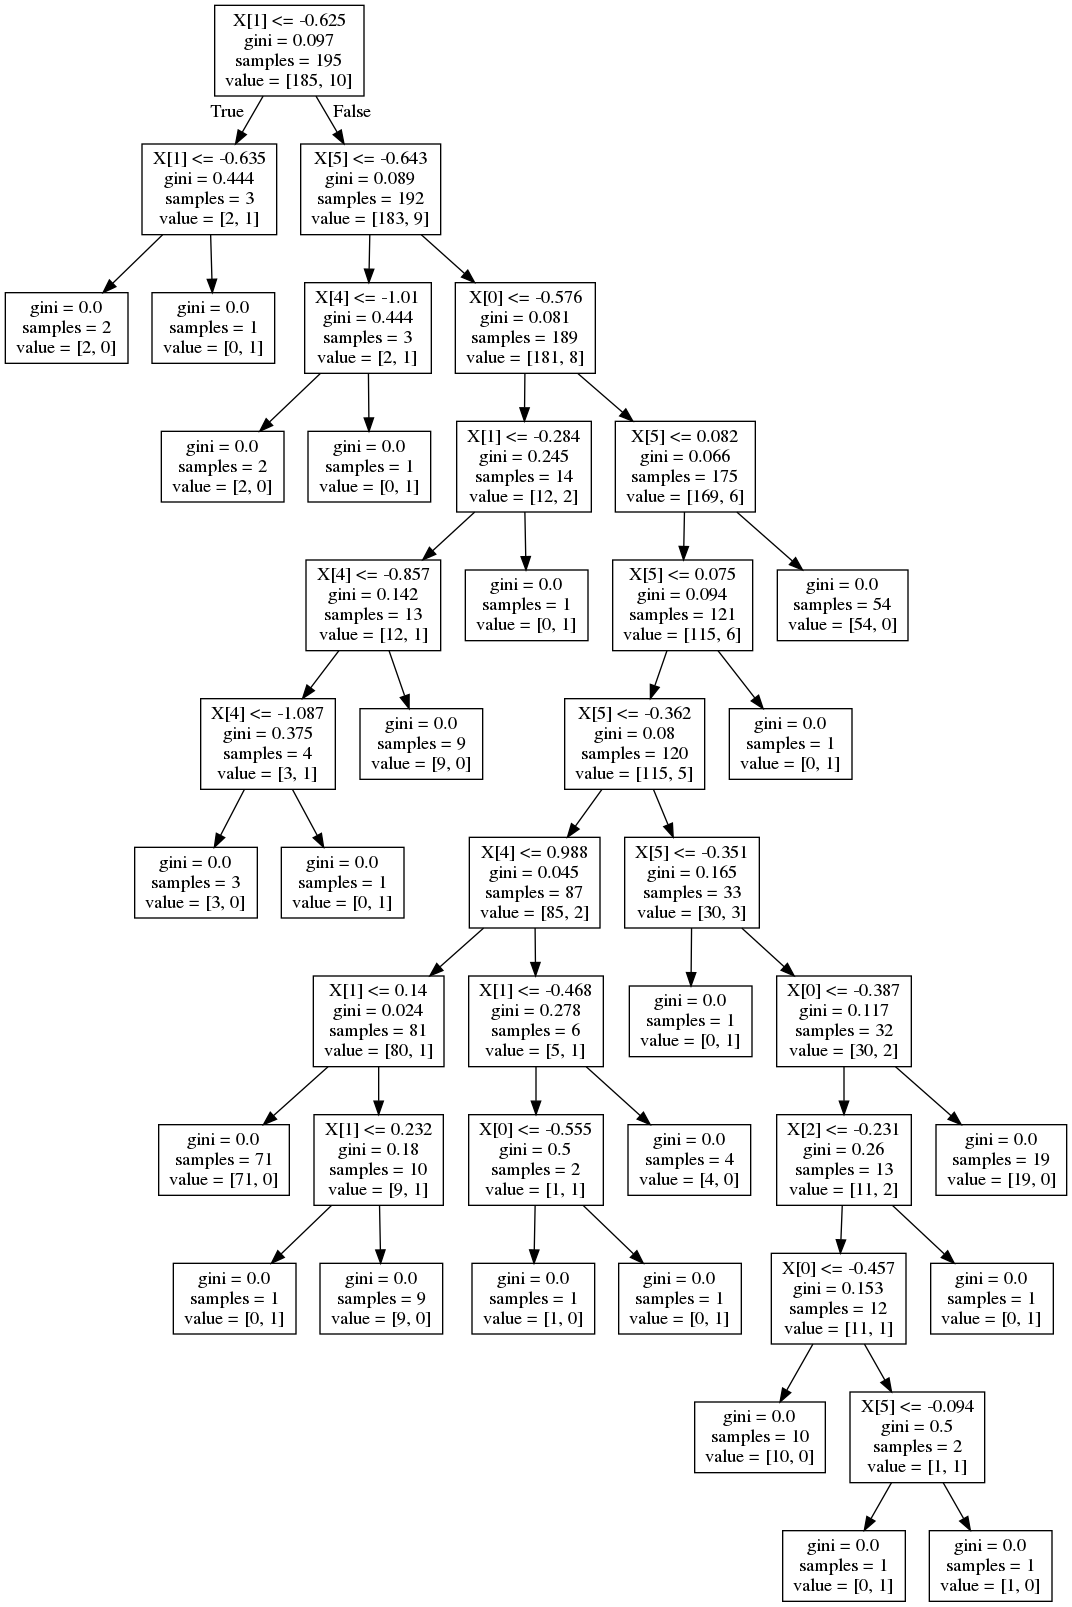 X[1] <= -0.625
gini = 0.097
samples = 195
value = [185, 10]
True
False
X[1] <= -0.635
gini = 0.444
samples = 3
value = [2, 1]
X[5] <= -0.643
gini = 0.089
samples = 192
value = [183, 9]
gini = 0.0
samples = 2
value = [2, 0]
gini = 0.0
samples = 1
value = [0, 1]
X[4] <= -1.01
gini = 0.444
samples = 3
value = [2, 1]
X[0] <= -0.576
gini = 0.081
samples = 189
value = [181, 8]
gini = 0.0
samples = 2
value = [2, 0]
gini = 0.0
samples = 1
value = [0, 1]
X[1] <= -0.284
gini = 0.245
samples = 14
value = [12, 2]
X[5] <= 0.082
gini = 0.066
samples = 175
value = [169, 6]
X[4] <= -0.857
gini = 0.142
samples = 13
value = [12, 1]
gini = 0.0
samples = 1
value = [0, 1]
X[5] <= 0.075
gini = 0.094
samples = 121
value = [115, 6]
gini = 0.0
samples = 54
value = [54, 0]
X[4] <= -1.087
gini = 0.375
samples = 4
value = [3, 1]
gini = 0.0
samples = 9
value = [9, 0]
X[5] <= -0.362
gini = 0.08
samples = 120
value = [115, 5]
gini = 0.0
samples = 1
value = [0, 1]
gini = 0.0
samples = 3
value = [3, 0]
gini = 0.0
samples = 1
value = [0, 1]
X[4] <= 0.988
gini = 0.045
samples = 87
value = [85, 2]
X[5] <= -0.351
gini = 0.165
samples = 33
value = [30, 3]
X[1] <= 0.14
gini = 0.024
samples = 81
value = [80, 1]
X[1] <= -0.468
gini = 0.278
samples = 6
value = [5, 1]
gini = 0.0
samples = 1
value = [0, 1]
X[0] <= -0.387
gini = 0.117
samples = 32
value = [30, 2]
gini = 0.0
samples = 71
value = [71, 0]
X[1] <= 0.232
gini = 0.18
samples = 10
value = [9, 1]
X[0] <= -0.555
gini = 0.5
samples = 2
value = [1, 1]
gini = 0.0
samples = 4
value = [4, 0]
X[2] <= -0.231
gini = 0.26
samples = 13
value = [11, 2]
gini = 0.0
samples = 19
value = [19, 0]
gini = 0.0
samples = 1
value = [0, 1]
gini = 0.0
samples = 9
value = [9, 0]
gini = 0.0
samples = 1
value = [1, 0]
gini = 0.0
samples = 1
value = [0, 1]
X[0] <= -0.457
gini = 0.153
samples = 12
value = [11, 1]
gini = 0.0
samples = 1
value = [0, 1]
gini = 0.0
samples = 10
value = [10, 0]
X[5] <= -0.094
gini = 0.5
samples = 2
value = [1, 1]
gini = 0.0
samples = 1
value = [0, 1]
gini = 0.0
samples = 1
value = [1, 0]